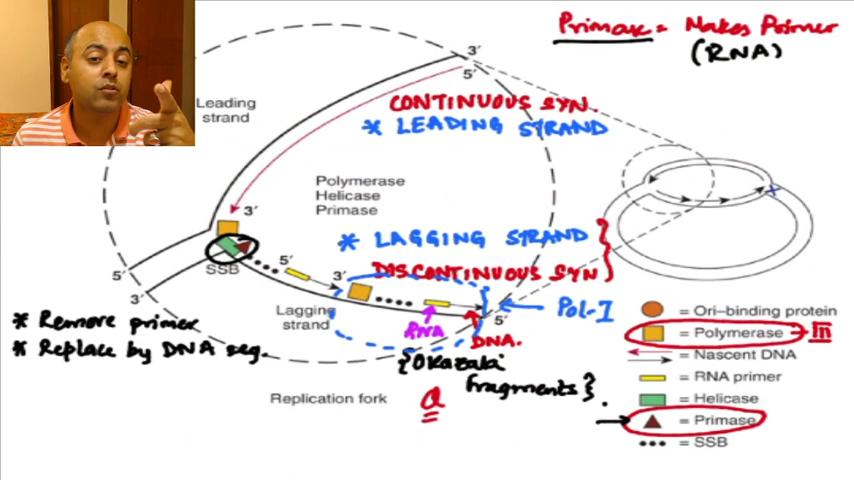 Primase = Makes Primer
(RNA)
3'
5'
Leading
strand
CONTINUOUS SYN.
* LEADING STRAND
Polymerase
Helicase
Primase
3'
* LAGGING STRAND
DISCONTINUOUS SYN
SSB
5'
3'
5'
3'
Lagging
strand
RNA
DNA.
5'
Pol-I
* Remove primer
* Replace by DNA seq.
{Okazaki
fragments}.
Replication fork
Q
= Ori–binding protein
= Polymerase III
= Nascent DNA
= RNA primer
= Helicase
= Primase
= SSB